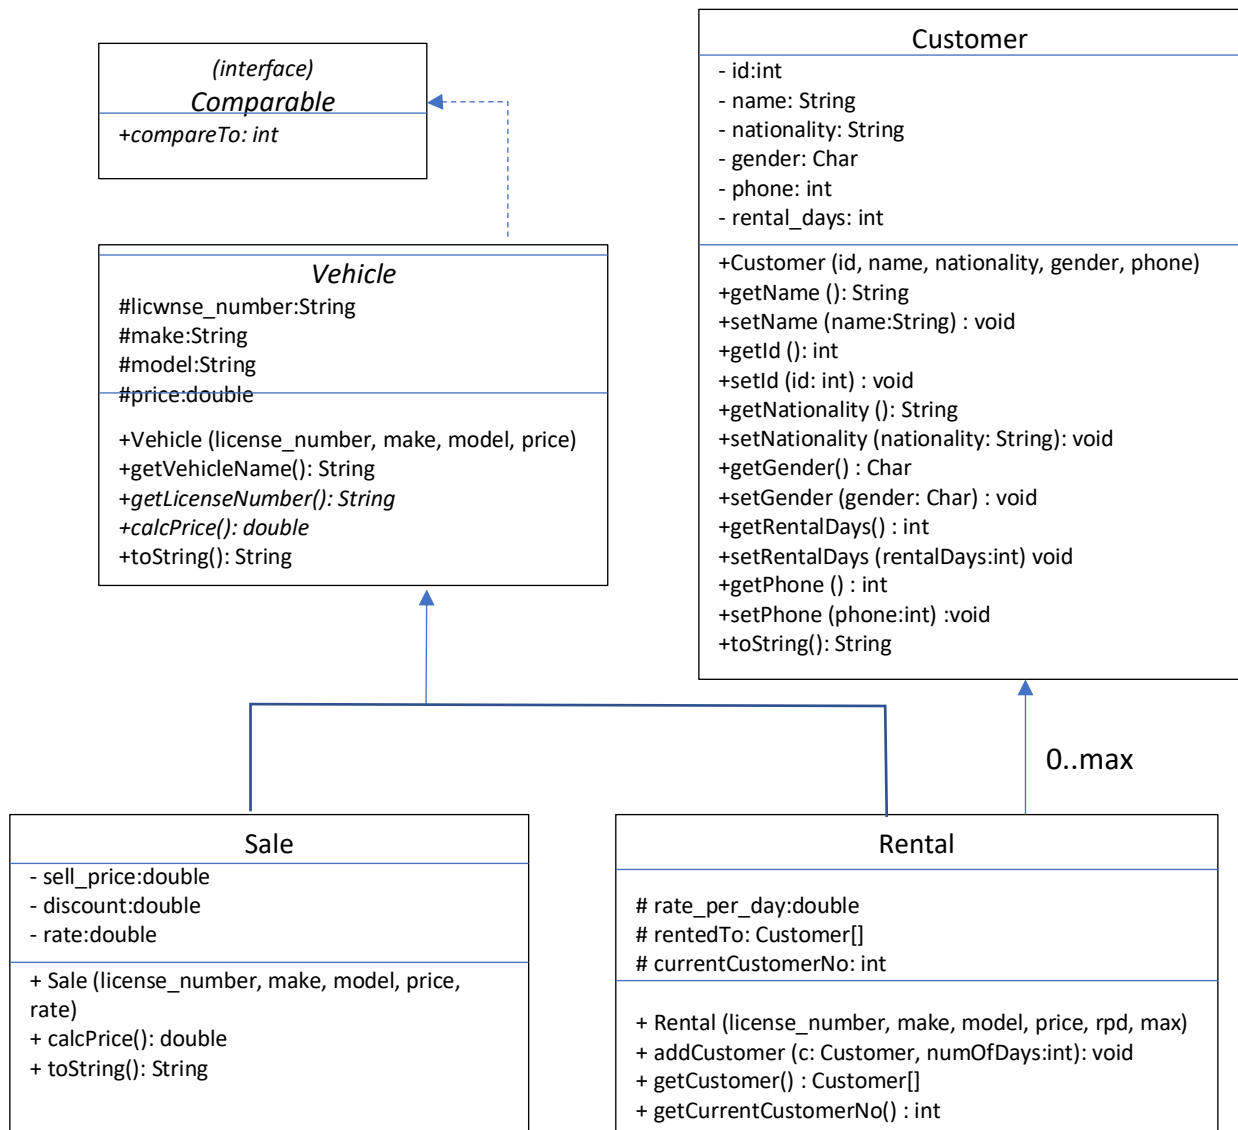 (interface)
Comparable
+compareTo: int
Vehicle
#licwnse_number:String
#make:String
#model:String
#price:double
+Vehicle (license_number, make, model, price)
+getVehicleName(): String
+getLicenseNumber(): String
+calcPrice(): double
+toString(): String
Customer
- id:int
- name: String
- nationality: String
- gender: Char
- phone: int
- rental_days: int
+Customer (id, name, nationality, gender, phone)
+getName (): String
+setName (name:String) : void
+getId (): int
+setId (id: int) : void
+getNationality (): String
+setNationality (nationality: String): void
+getGender() : Char
+setGender (gender: Char) : void
+getRentalDays() : int
+setRentalDays (rentalDays:int) void
+getPhone () : int
+setPhone (phone:int) :void
+toString(): String
0..max
Sale
- sell_price:double
- discount:double
- rate:double
+ Sale (license_number, make, model, price,
rate)
+ calcPrice(): double
+ toString(): String
Rental
# rate_per_day:double
# rentedTo: Customer[]
# currentCustomerNo: int
+ Rental (license_number, make, model, price, rpd, max)
+ addCustomer (c: Customer, numOfDays:int): void
+ getCustomer() : Customer[]
+ getCurrentCustomerNo() : int